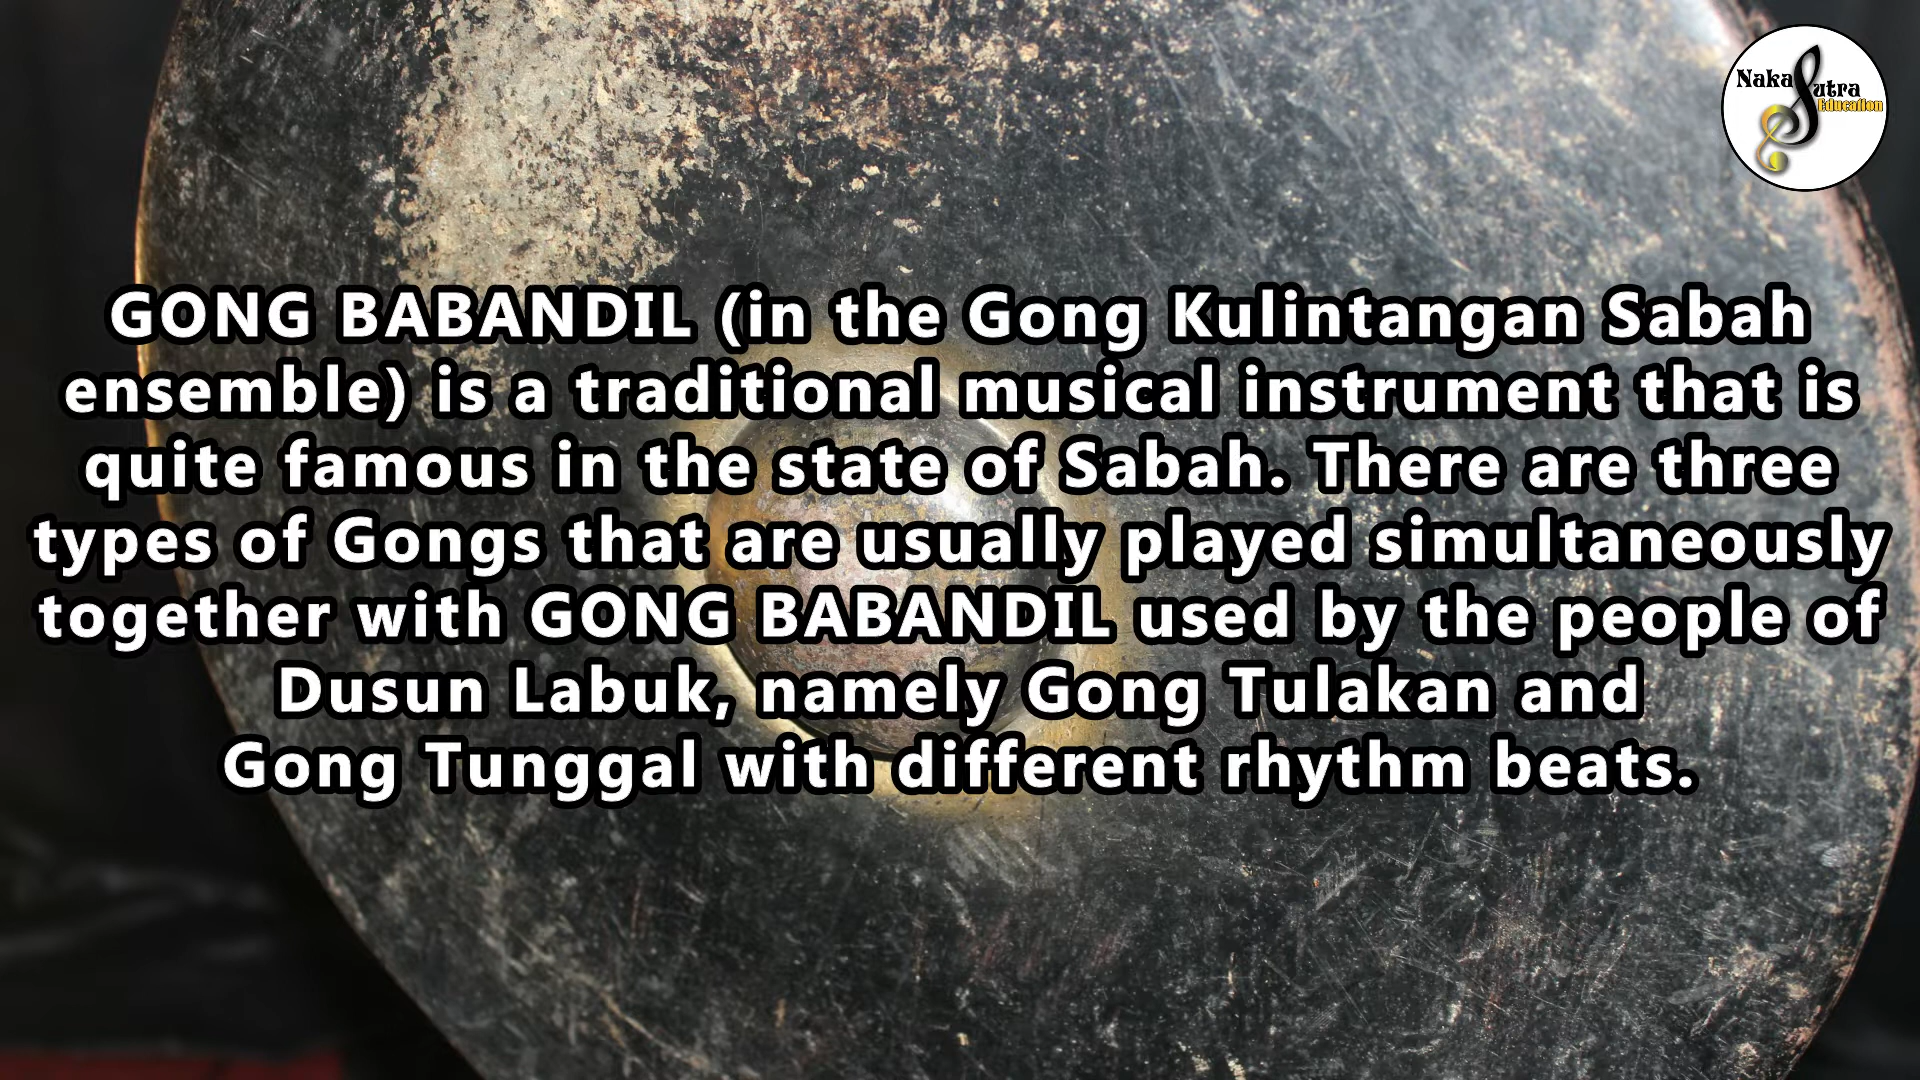 Naka Sutra
Education
GONG BABANDIL (in the Gong Kulintangan Sabah
ensemble) is a traditional musical instrument that is
quite famous in the state of Sabah. There are three
types of Gongs that are usually played simultaneously
together with GONG BABANDIL used by the people of
Dusun Labuk, namely Gong Tulakan and
Gong Tunggal with different rhythm beats.